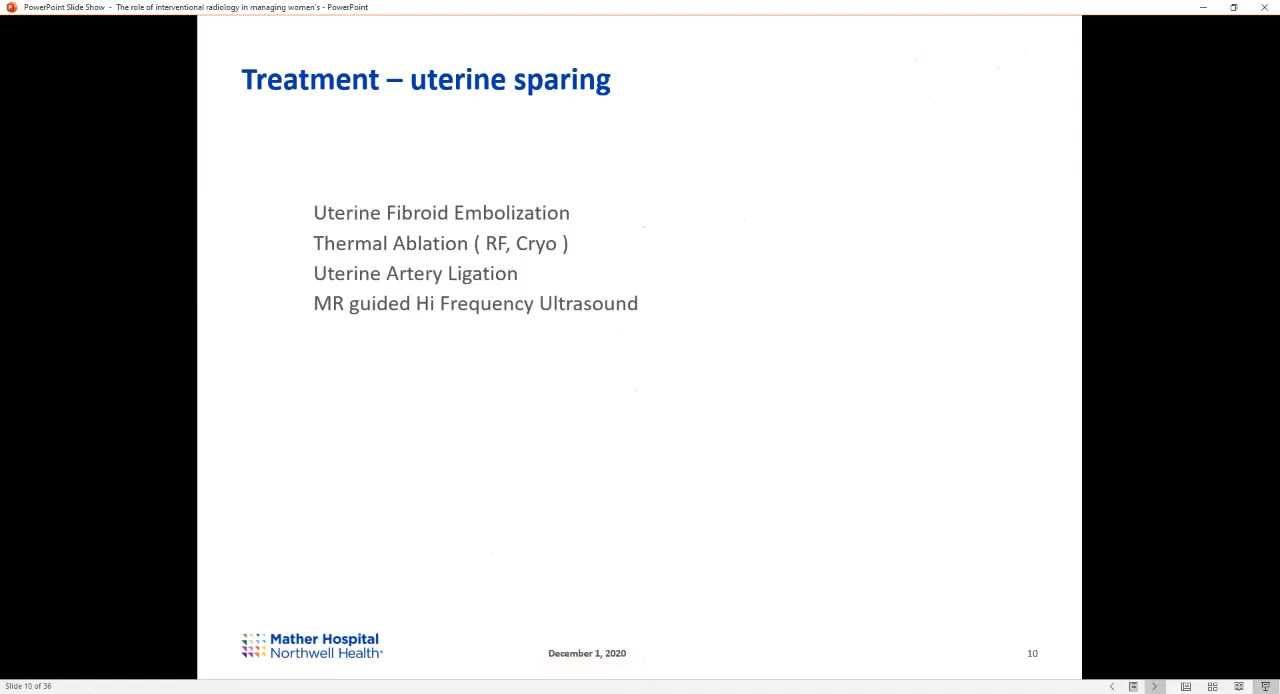 PowerPoint Slide Show - The role of interventional radiology in managing women's - PowerPoint
Treatment – uterine sparing
Uterine Fibroid Embolization
Thermal Ablation ( RF, Cryo )
Uterine Artery Ligation
MR guided Hi Frequency Ultrasound
Mather Hospital
Northwell Health®
December 1, 2020
10
Slide 10 of 36